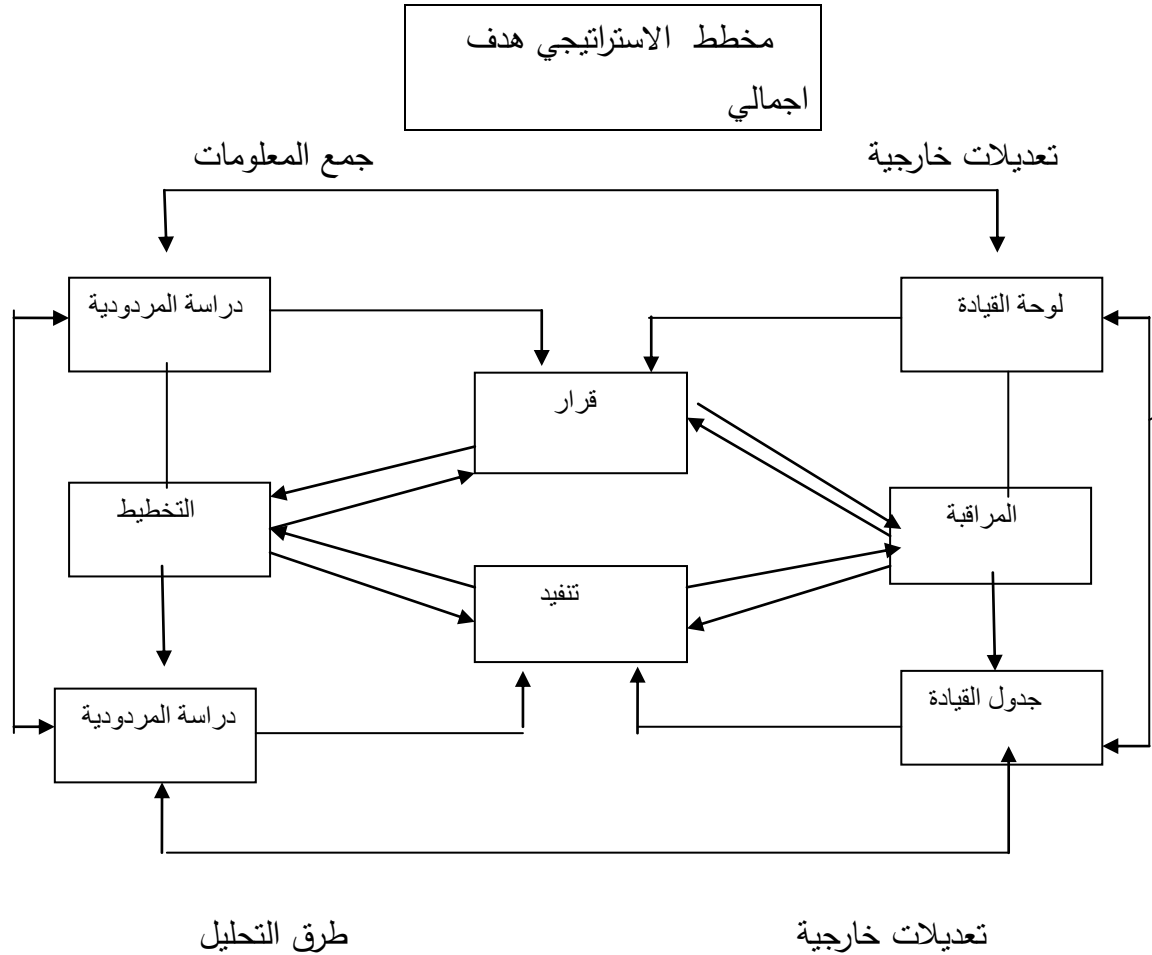 مخطط الاستراتيجي هدف
اجمالي
تعديلات خارجية
جمع المعلومات
لوحة القيادة
دراسة المردودية
قرار
المراقبة
التخطيط
تنفيد
جدول القيادة
دراسة المردودية
تعديلات خارجية
طرق التحليل